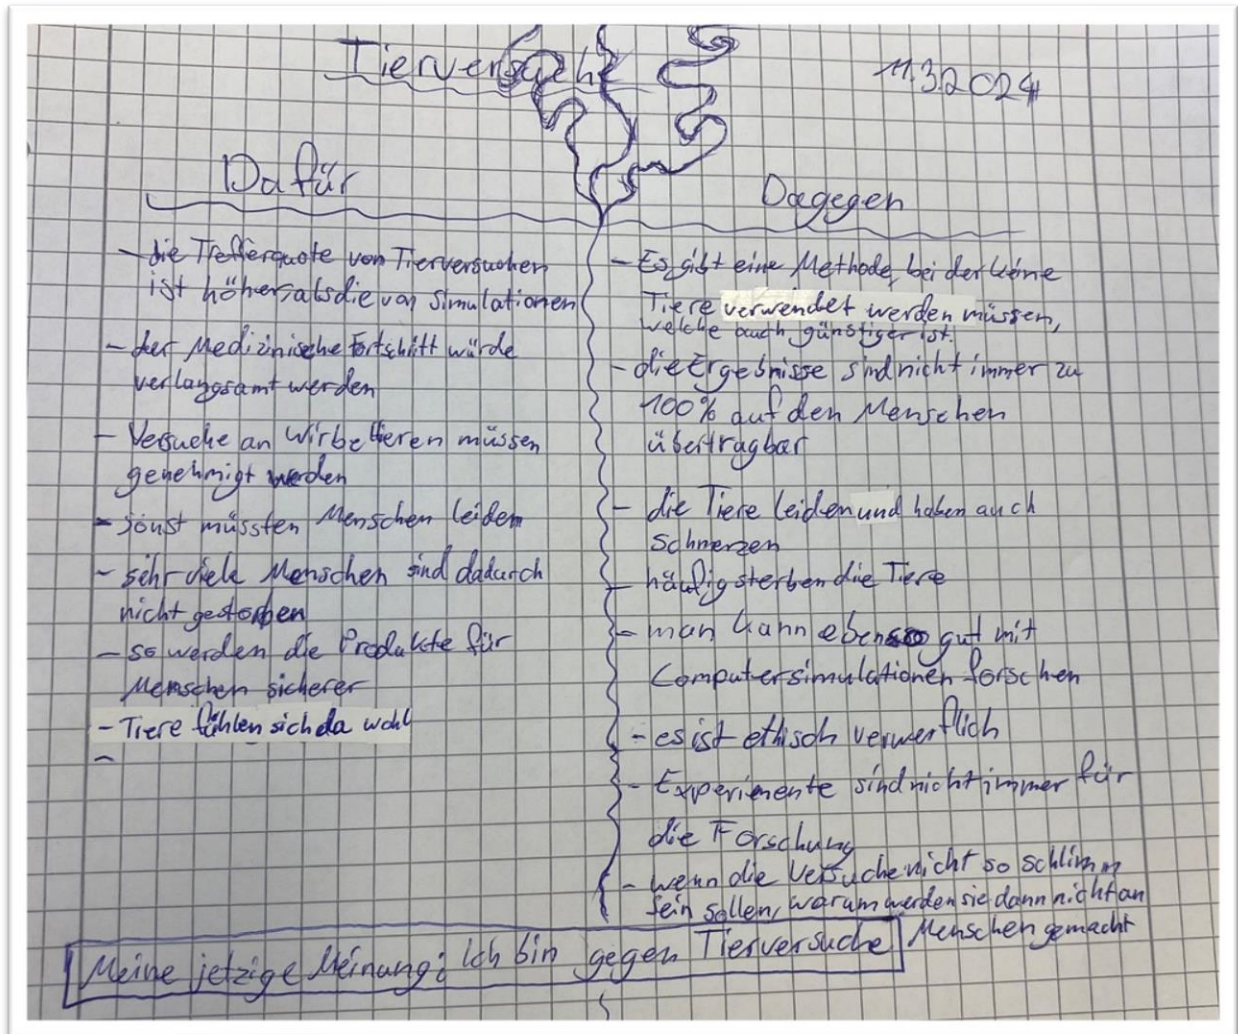 Tierversuche
11.3.2024
Dafür
- die Trefferquote von Tierversuchen
ist höher, als die von Simulationen
- der Medizinische Fortschitt würde
verlangsamt werden
- Versuche an Wirbeltieren müssen
genehmigt werden
- sonst müssten Menschen leiden
- sehr viele Menschen sind dadurch
nicht gestorben
- so werden die Produkte für
Menschen sicherer
- Tiere fühlen sich da wohl
-
Dagegen
- Es gibt eine Methode, bei der keine
Tiere verwendet werden müssen,
welche auch günstiger ist.
- die Ergebnisse sind nicht immer zu
100% auf den Menschen
übertragbar
- die Tiere leiden und haben auch
Schmerzen
- häufig sterben die Tiere
- man kann ebenso gut mit
Computersimulationen forschen
- es ist ethisch verwerflich
- Experimente sind nicht immer für
die Forschung
- wenn die Versuche nicht so schlimm
sein sollen, warum werden sie dann nicht an
Menschen gemacht
Meine jetzige Meinung: Ich bin gegen Tierversuche